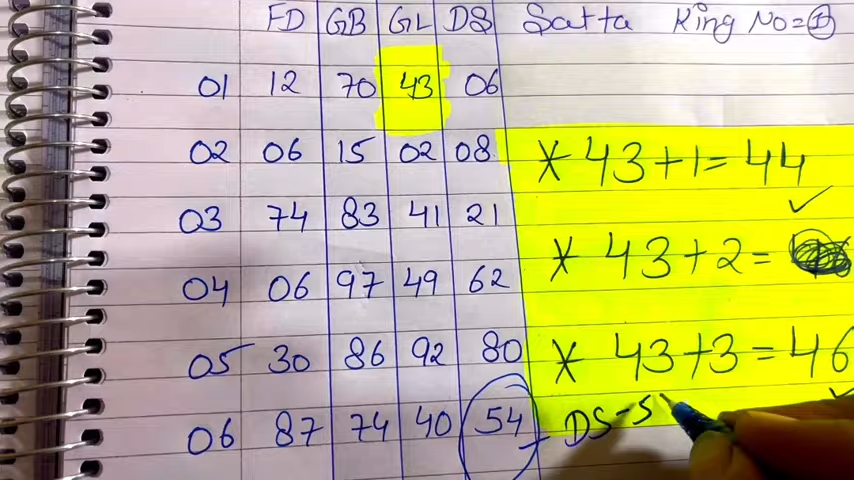 FD GB GL DS Satta King No = 1
01 12 70 43 06
02 06 15 02 08
* 43+1=44
03 74 83 41 21
* 43+2=
04 06 97 49 62
* 43+3=46
05 30 86 92 80
06 87 74 40 54 - DS-S